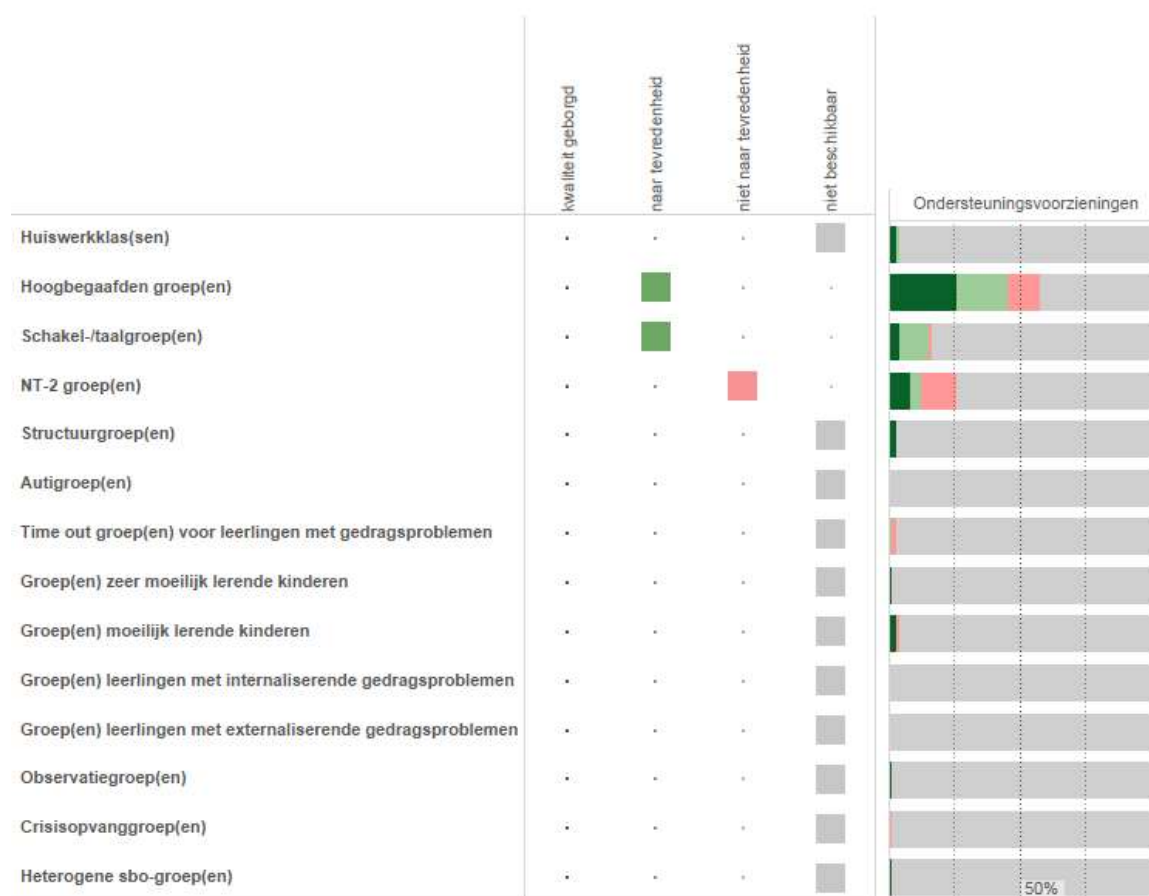 kwaliteit geborgd
naar tevredenheid
niet naar tevredenheid
niet beschikbaar
Ondersteuningsvoorzieningen
Huiswerkklas(sen)
Hoogbegaafden groep(en)
Schakel-/taalgroep(en)
NT-2 groep(en)
Structuurgroep(en)
Autigroep(en)
Time out groep(en) voor leerlingen met gedragsproblemen
Groep(en) zeer moeilijk lerende kinderen
Groep(en) moeilijk lerende kinderen
Groep(en) leerlingen met internaliserende gedragsproblemen
Groep(en) leerlingen met externaliserende gedragsproblemen
Observatiegroep(en)
Crisisopvanggroep(en)
Heterogene sbo-groep(en)
50%